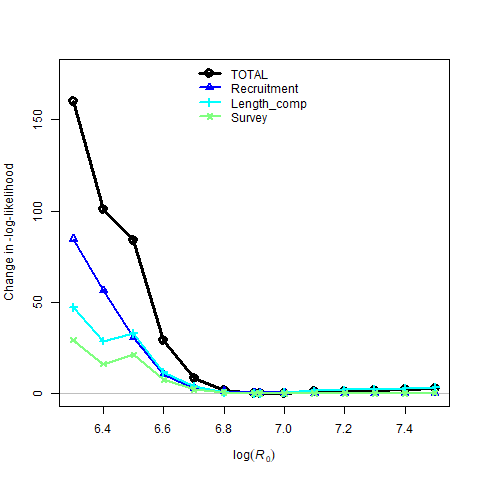 TOTAL
Recruitment
Length_comp
Survey
Change in -log-likelihood
150
100
50
0
6.4 6.6 6.8 7.0 7.2 7.4
log(R₀)